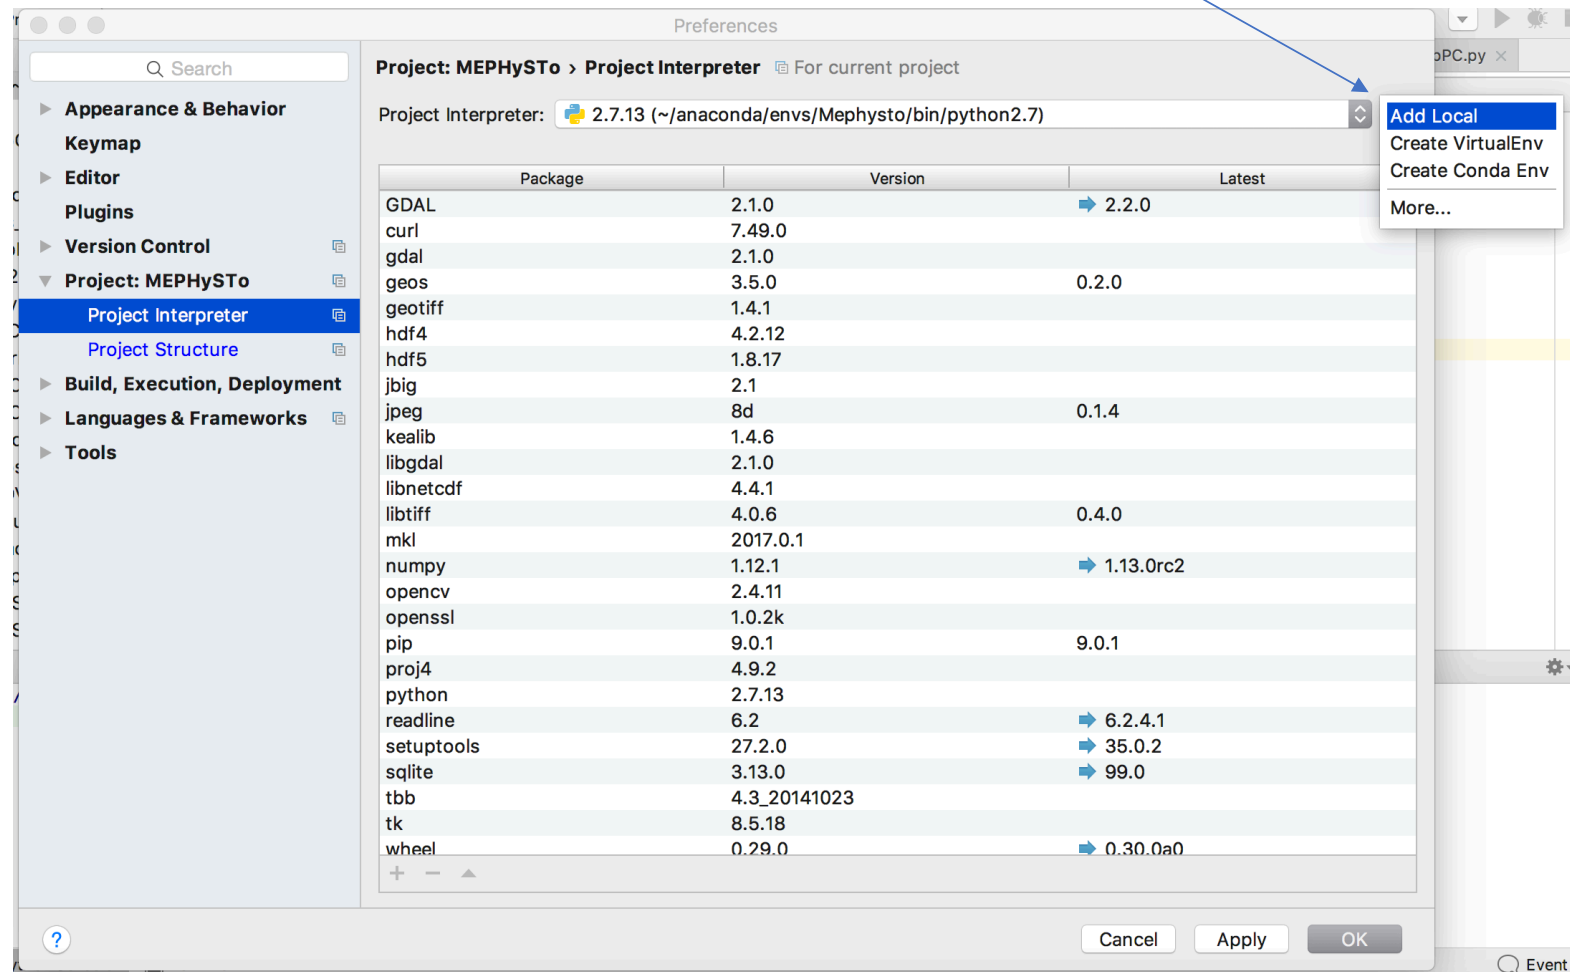 Preferences
oPC.py
Search
Project: MEPHySTo › Project Interpreter For current project
Appearance & Behavior
Keymap
Editor
Plugins
Version Control
Project: MEPHySTo
Project Interpreter
Project Structure
Build, Execution, Deployment
Languages & Frameworks
Tools
Project Interpreter: 2.7.13 (~/anaconda/envs/Mephysto/bin/python2.7)
Add Local
Create VirtualEnv
Create Conda Env
More...
Package Version Latest
GDAL 2.1.0 2.2.0
curl 7.49.0
gdal 2.1.0
geos 3.5.0 0.2.0
geotiff 1.4.1
hdf4 4.2.12
hdf5 1.8.17
jbig 2.1
jpeg 8d 0.1.4
kealib 1.4.6
libgdal 2.1.0
libnetcdf 4.4.1
libtiff 4.0.6 0.4.0
mkl 2017.0.1
numpy 1.12.1 1.13.0rc2
opencv 2.4.11
openssl 1.0.2k
pip 9.0.1 9.0.1
proj4 4.9.2
python 2.7.13
readline 6.2 6.2.4.1
setuptools 27.2.0 35.0.2
sqlite 3.13.0 99.0
tbb 4.3_20141023
tk 8.5.18
wheel 0.29.0 0.30.0a0
?
Cancel Apply OK
Event